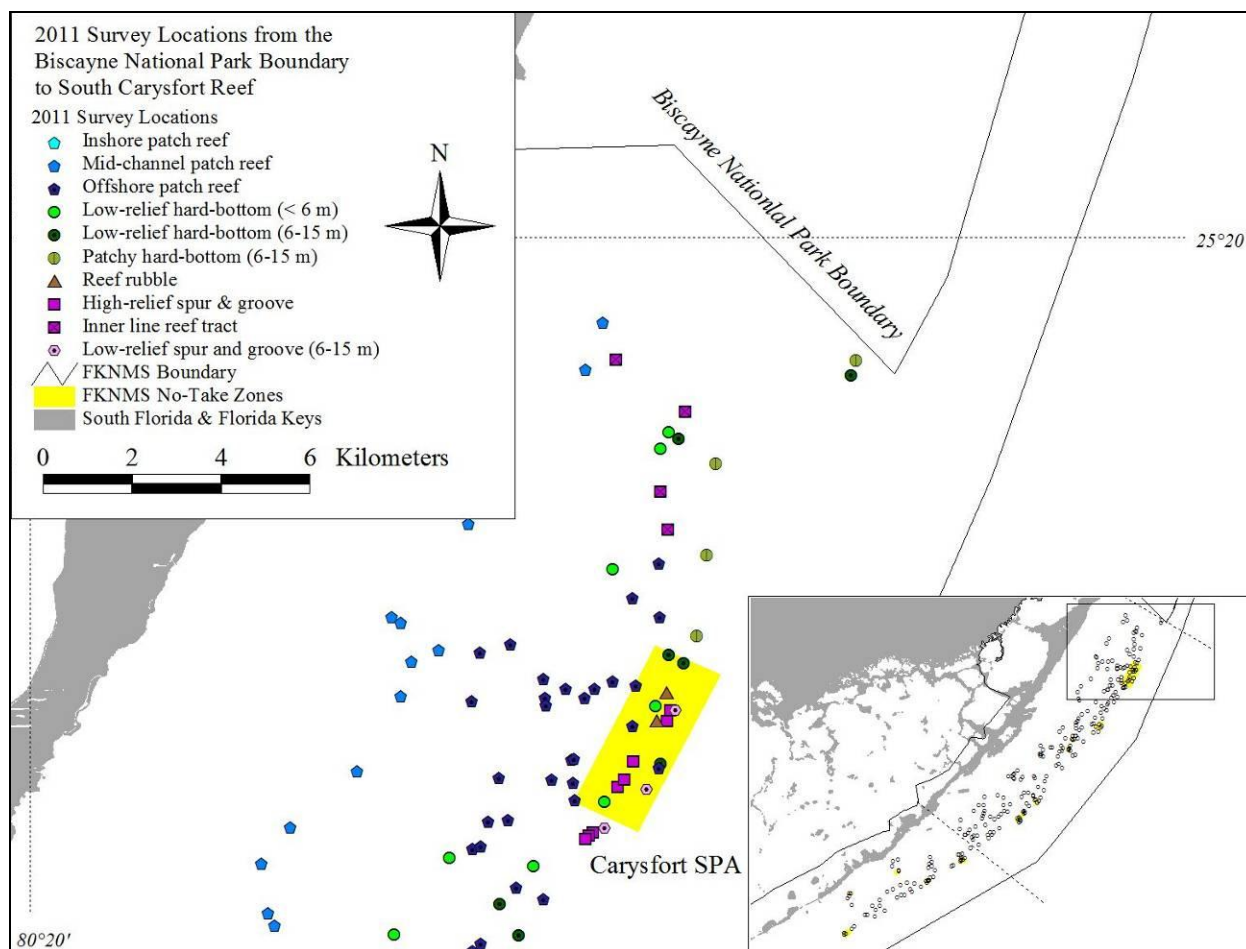 2011 Survey Locations from the
Biscayne National Park Boundary
to South Carysfort Reef
2011 Survey Locations
Inshore patch reef
Mid-channel patch reef
Offshore patch reef
Low-relief hard-bottom (< 6 m)
Low-relief hard-bottom (6-15 m)
Patchy hard-bottom (6-15 m)
Reef rubble
High-relief spur & groove
Inner line reef tract
Low-relief spur and groove (6-15 m)
FKNMS Boundary
FKNMS No-Take Zones
South Florida & Florida Keys
0 2 4 6 Kilometers
N
Biscayne Nationlal Park Boundary
25°20
Carysfort SPA
80°20'